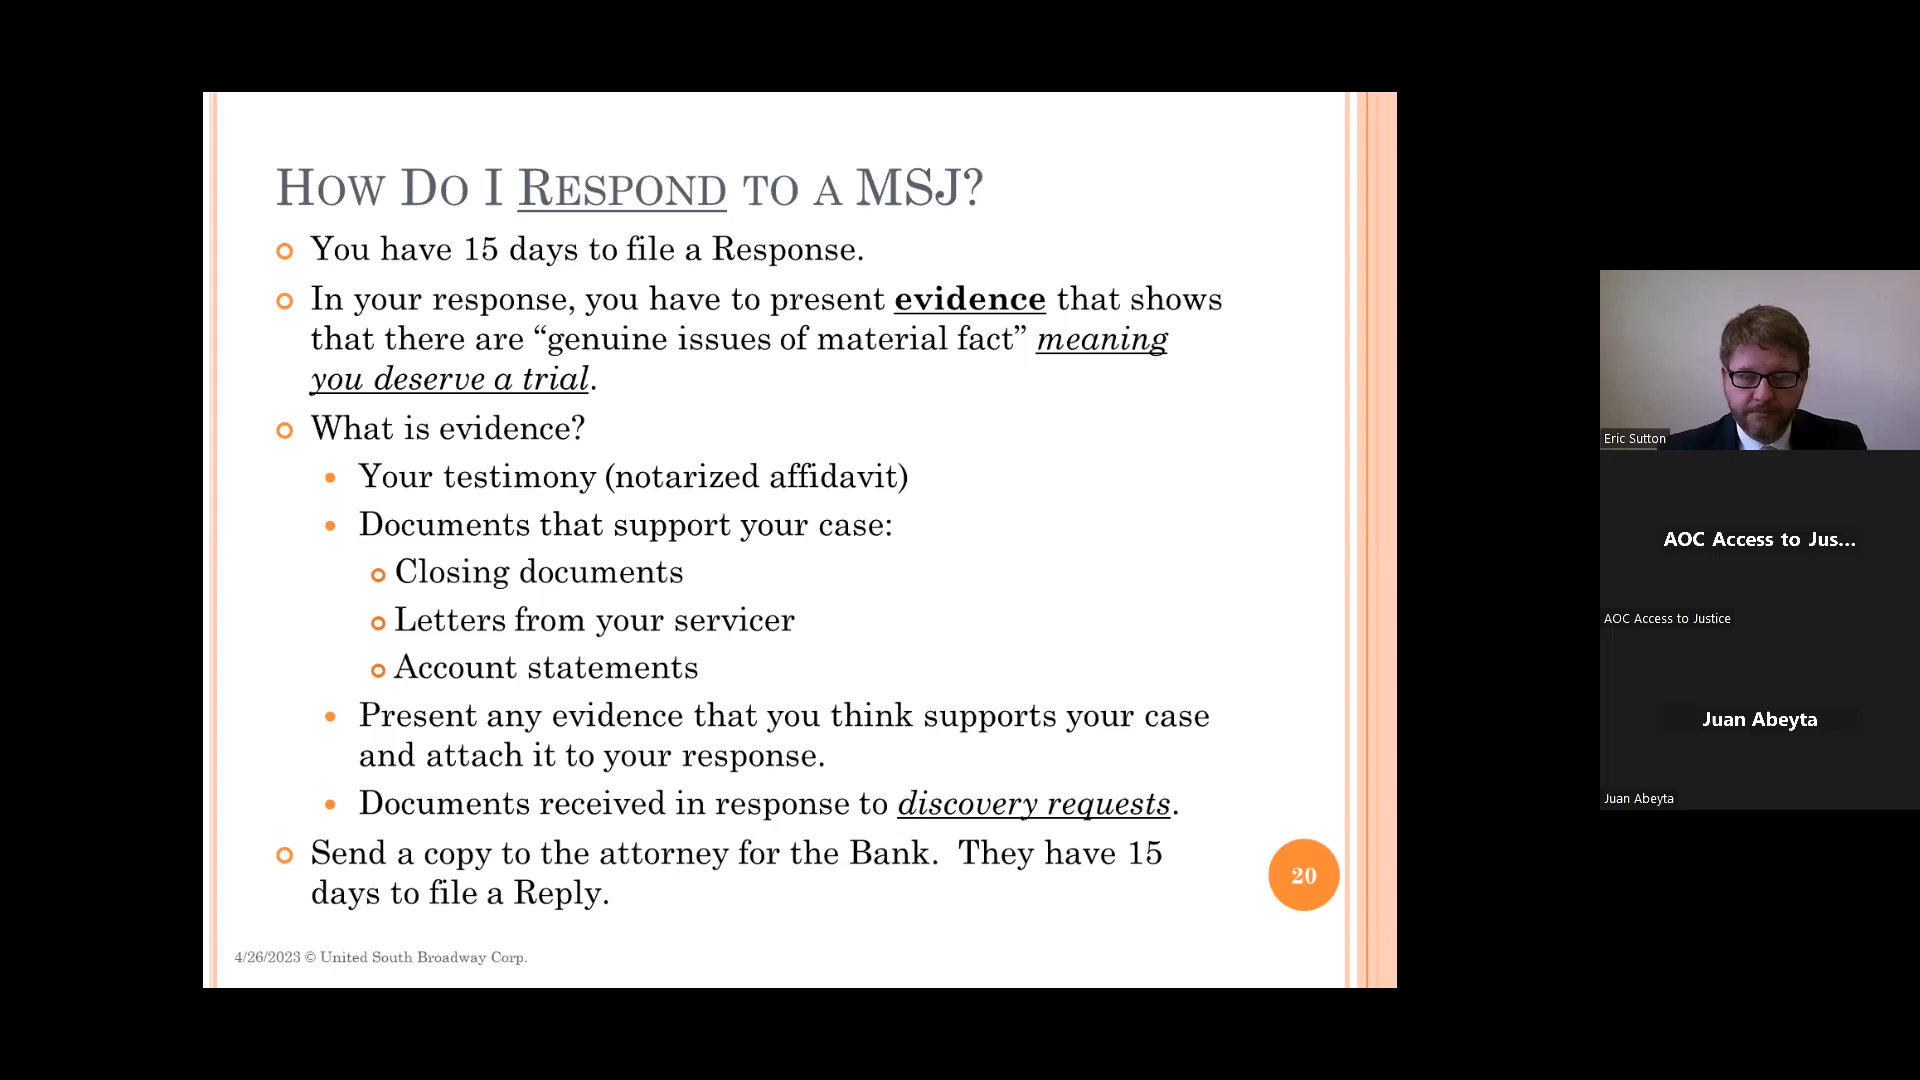 HOW DO I RESPOND TO A MSJ?
You have 15 days to file a Response.
In your response, you have to present evidence that shows
that there are “genuine issues of material fact” meaning
you deserve a trial.
What is evidence?
Your testimony (notarized affidavit)
Documents that support your case:
Closing documents
Letters from your servicer
Account statements
Present any evidence that you think supports your case
and attach it to your response.
Documents received in response to discovery requests.
Send a copy to the attorney for the Bank.  They have 15
days to file a Reply.
20
4/26/2023 © United South Broadway Corp.
Eric Sutton
AOC Access to Jus...
AOC Access to Justice
Juan Abeyta
Juan Abeyta